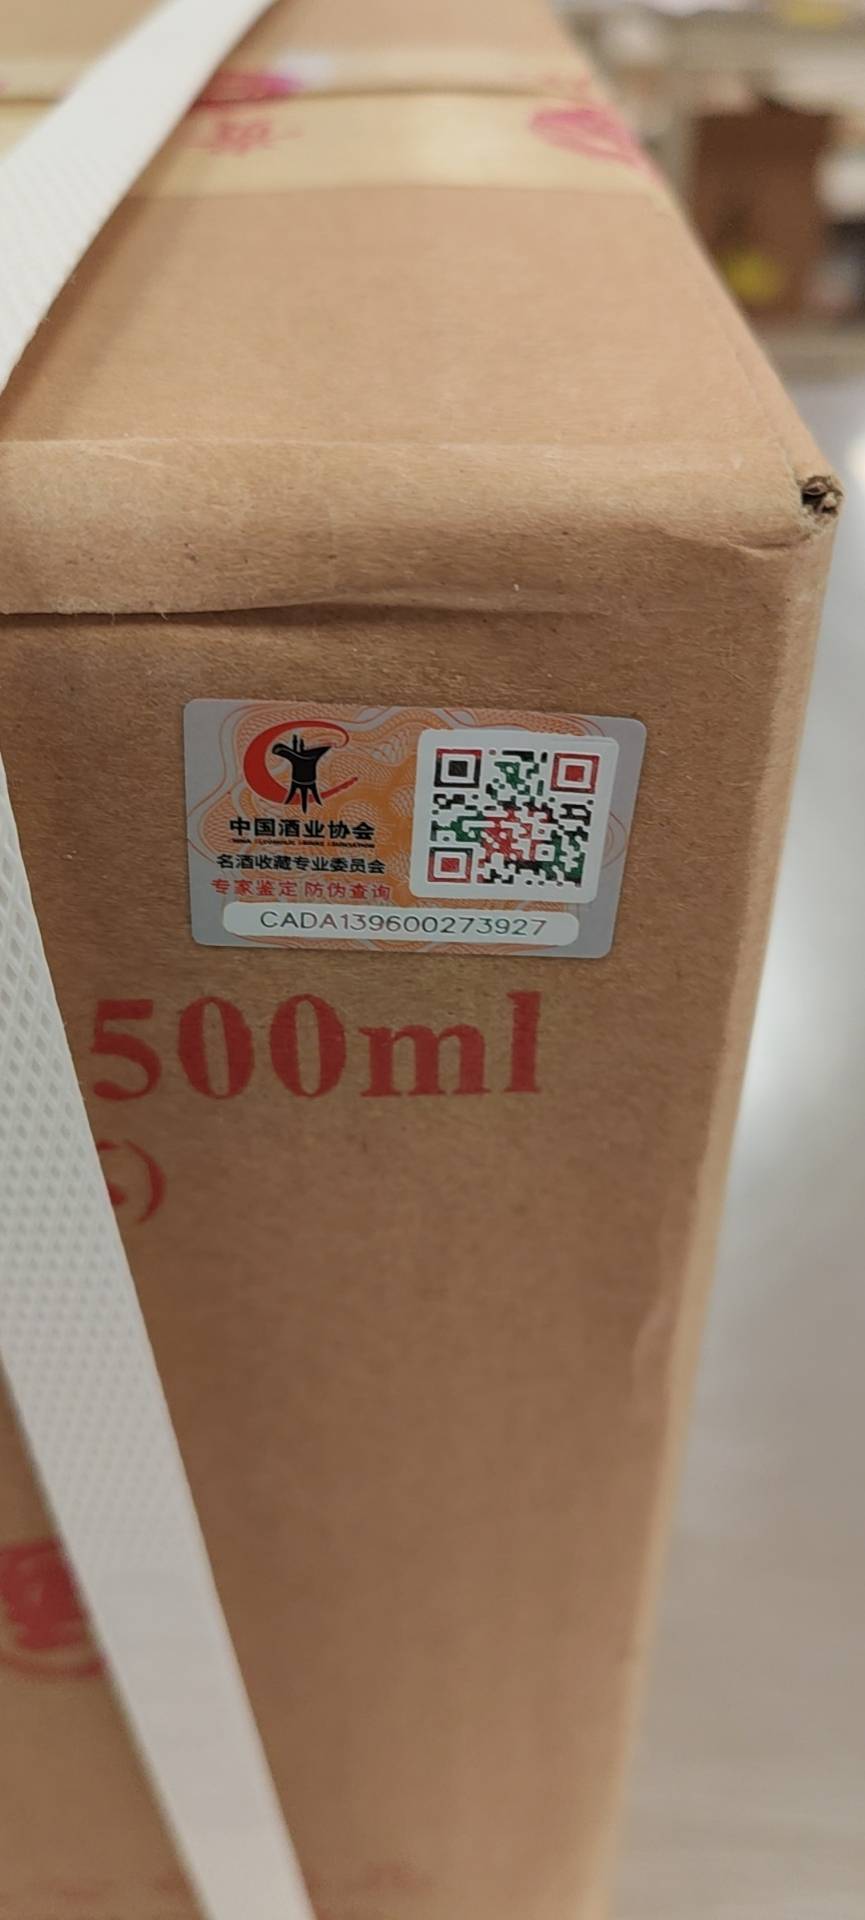 中国酒业协会
名酒收藏专业委员会
专家鉴定 防伪查询
CADA139600273927
500ml